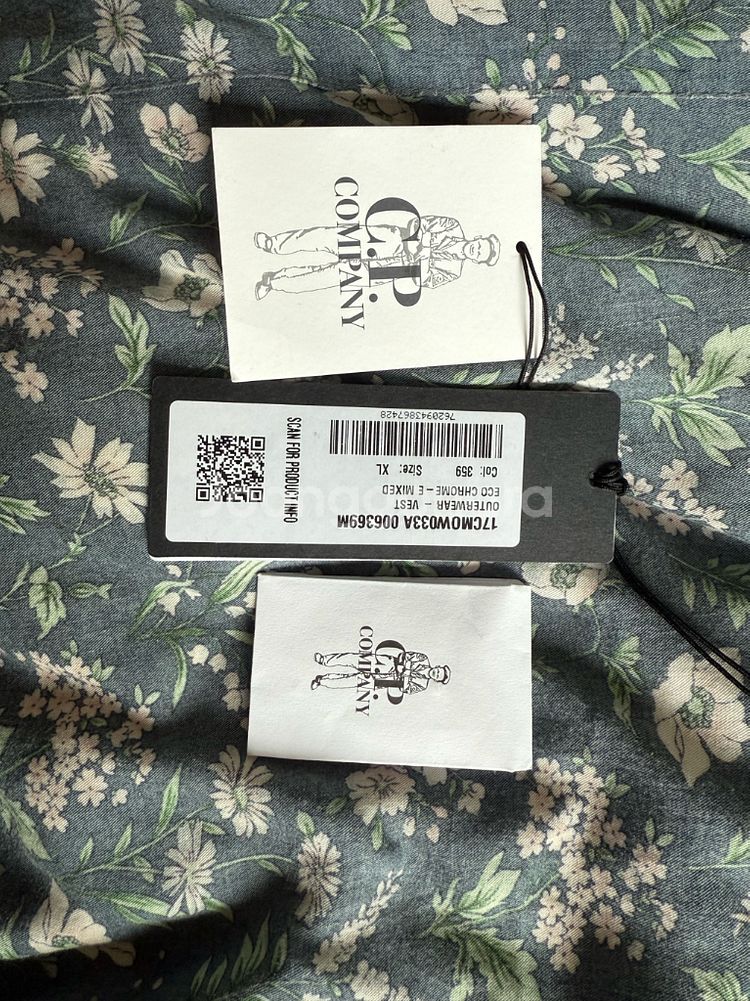 C.P.
COMPANY
17CMOW033A 006369M
OUTERWEAR - VEST
ECO CHROME - E MIXED
Col: 359 Size: XL
7620943867428
SCAN FOR PRODUCT INFO
C.P.
COMPANY